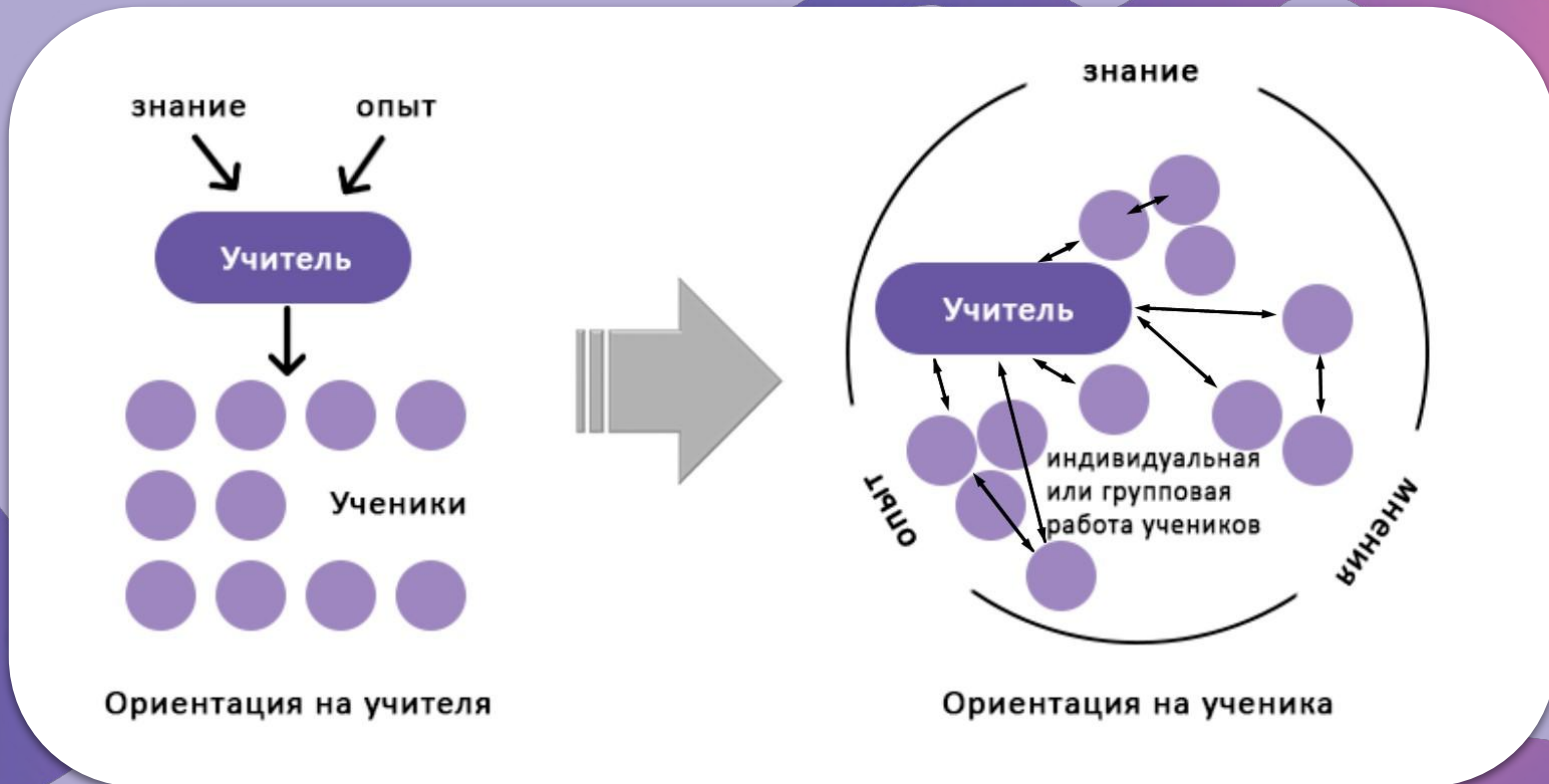 знание
опыт
Учитель
Ученики
Ориентация на учителя
знание
Учитель
индивидуальная
или групповая
работа учеников
опыт
мнения
Ориентация на ученика